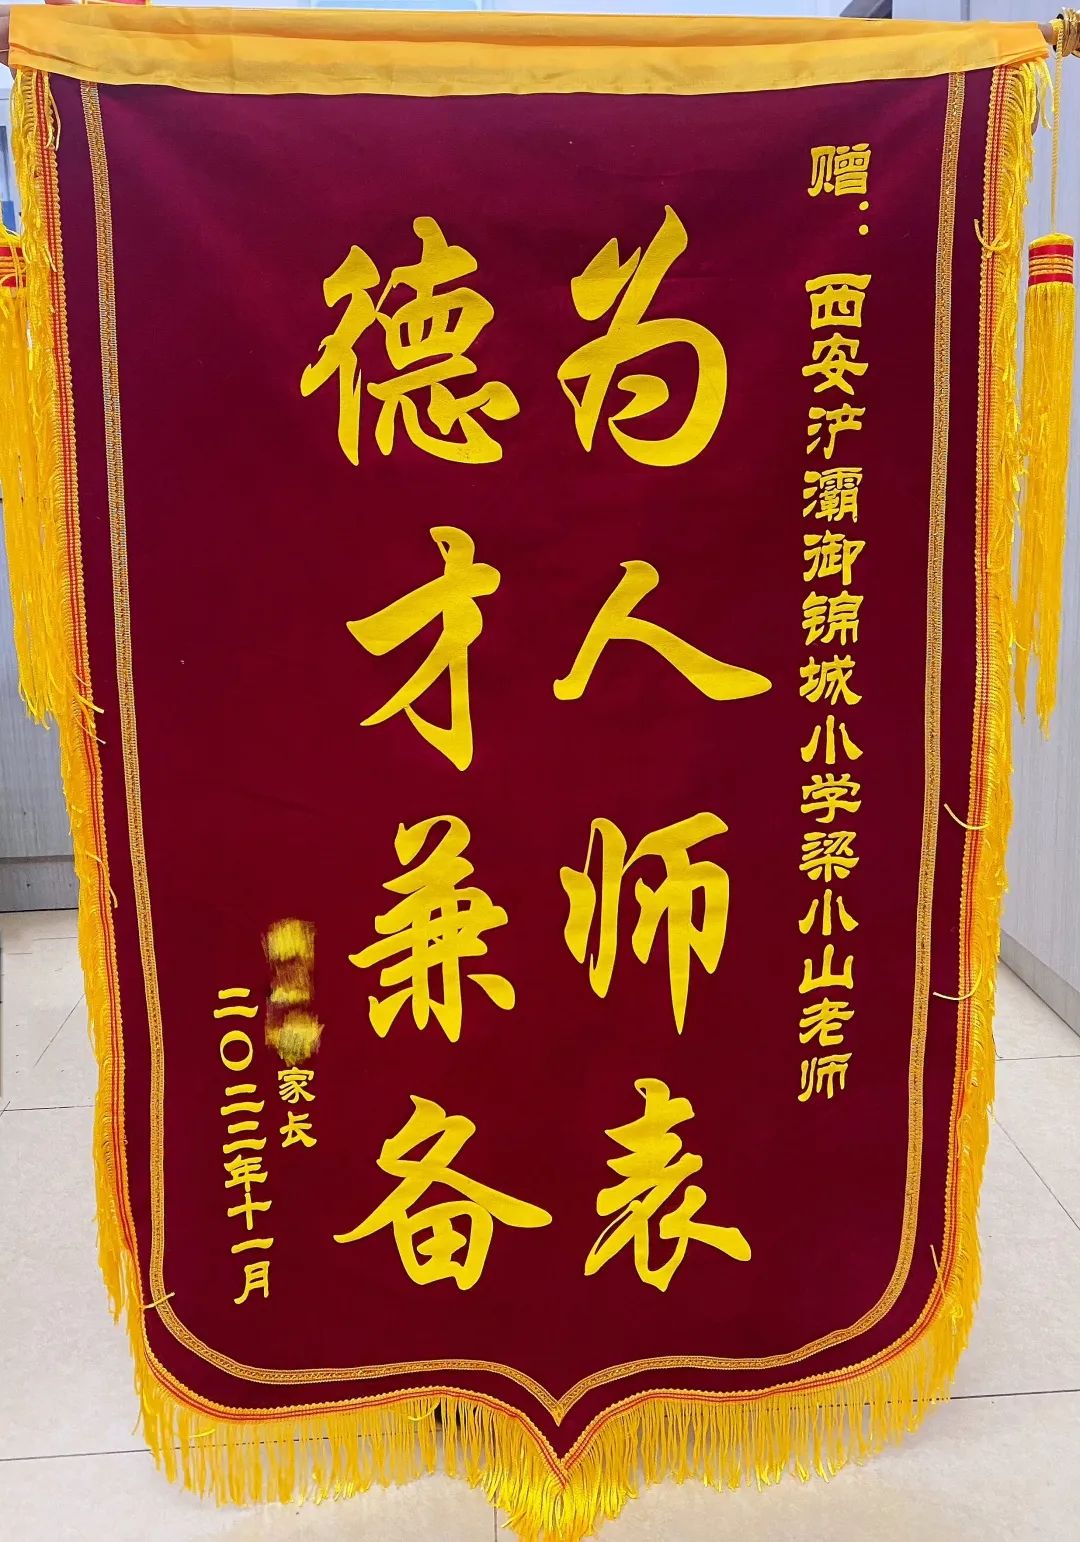 赠：西安浐灞御锦城小学梁小山老师
为人师表
德才兼备
家长
二〇二三年十一月